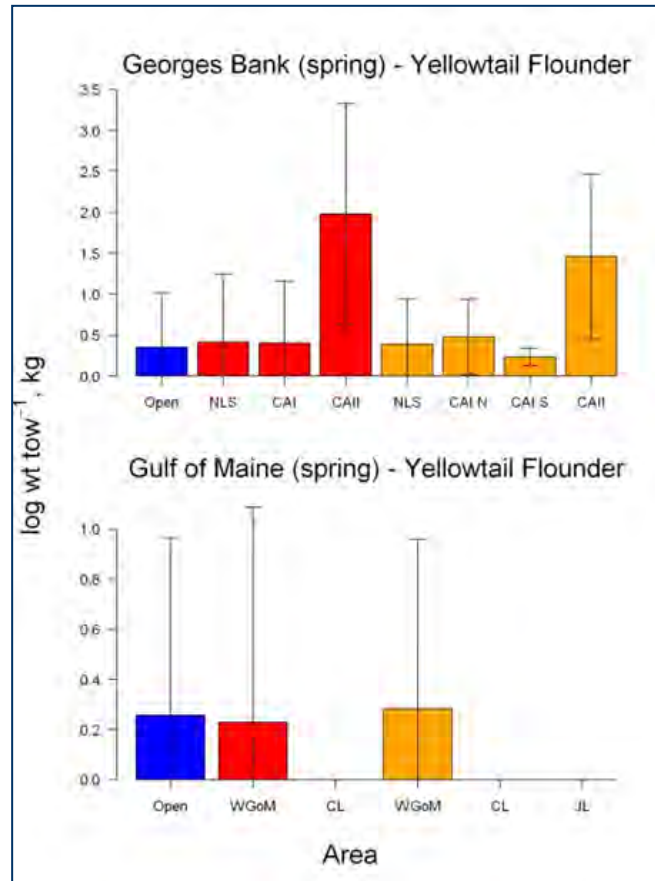 Georges Bank (spring) - Yellowtail Flounder
3.5
3.0
2.5
2.0
1.5
1.0
0.5
0.0
Open NLS CAI CAII NLS CAI N CAI S CAII
log wt tow⁻¹, kg
Gulf of Maine (spring) - Yellowtail Flounder
1.0
0.8
0.6
0.4
0.2
0.0
Open WGoM CL WGoM CL JL
Area